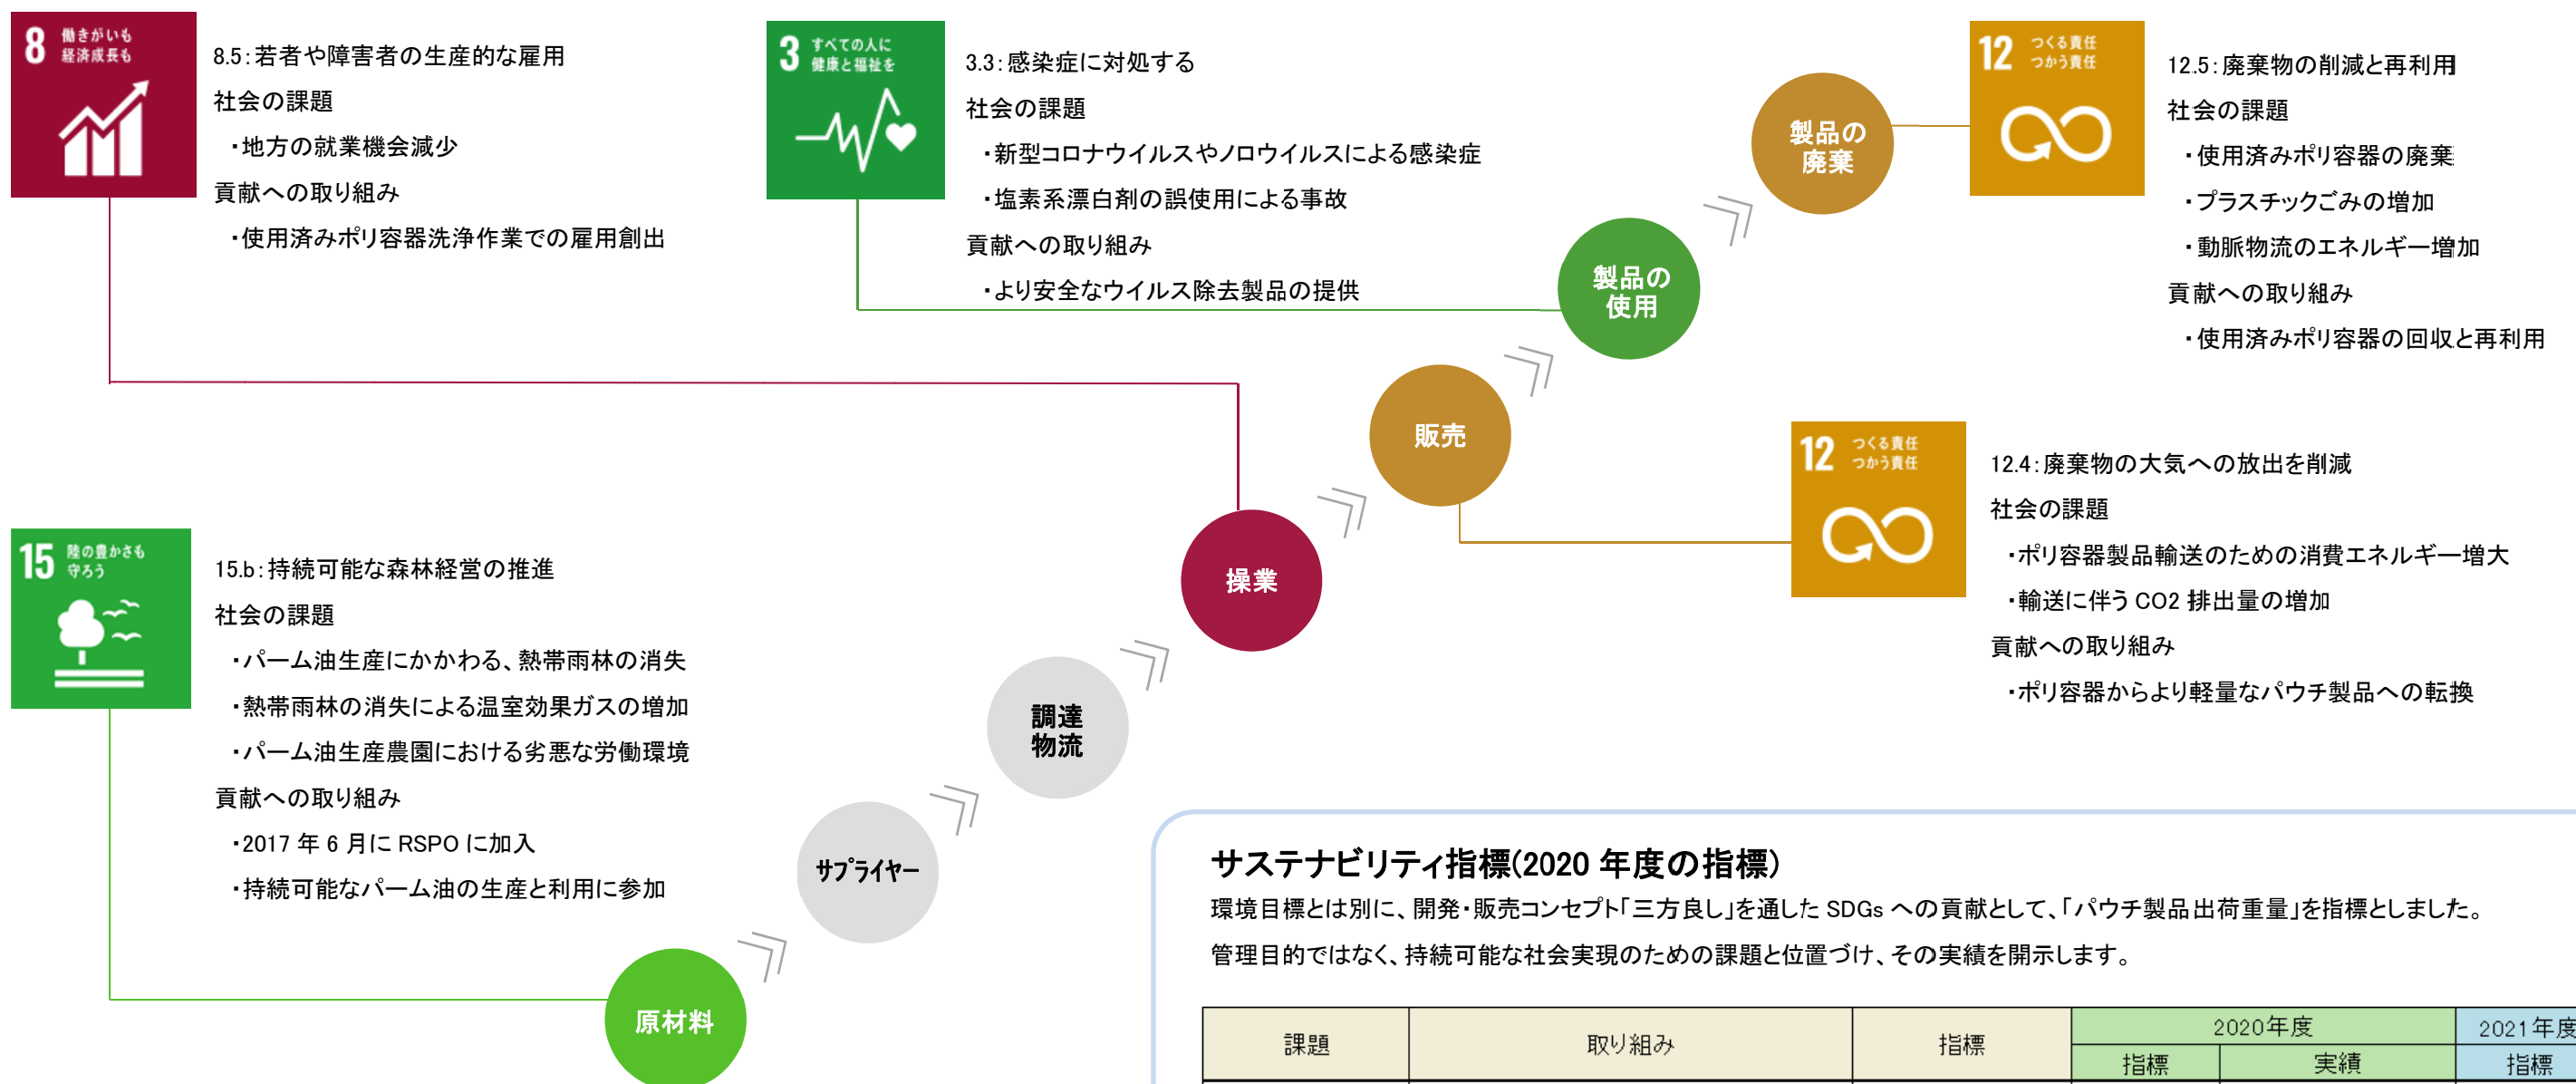 8 働きがいも
経済成長も
8.5:若者や障害者の生産的な雇用
社会の課題
・地方の就業機会減少
貢献への取り組み
・使用済みポリ容器洗浄作業での雇用創出
3 すべての人に
健康と福祉を
3.3:感染症に対処する
社会の課題
・新型コロナウイルスやノロウイルスによる感染症
・塩素系漂白剤の誤使用による事故
貢献への取り組み
・より安全なウイルス除去製品の提供
製品の
廃棄
12 つくる責任
つかう責任
12.5:廃棄物の削減と再利用
社会の課題
・使用済みポリ容器の廃棄
・プラスチックごみの増加
・動脈物流のエネルギー増加
貢献への取り組み
・使用済みポリ容器の回収と再利用
製品の
使用
販売
12 つくる責任
つかう責任
12.4:廃棄物の大気への放出を削減
社会の課題
・ポリ容器製品輸送のための消費エネルギー増大
・輸送に伴う CO2 排出量の増加
貢献への取り組み
・ポリ容器からより軽量なパウチ製品への転換
操業
15 陸の豊かさも
守ろう
15.b:持続可能な森林経営の推進
社会の課題
・パーム油生産にかかわる、熱帯雨林の消失
・熱帯雨林の消失による温室効果ガスの増加
・パーム油生産農園における劣悪な労働環境
貢献への取り組み
・2017 年 6 月に RSPO に加入
・持続可能なパーム油の生産と利用に参加
調達
物流
サプライヤー
原材料
サステナビリティ指標(2020 年度の指標)
環境目標とは別に、開発・販売コンセプト「三方良し」を通した SDGs への貢献として、「パウチ製品出荷重量」を指標としました。
管理目的ではなく、持続可能な社会実現のための課題と位置づけ、その実績を開示します。
課題 取り組み 指標 2020年度 2021年度
指標 実績 指標